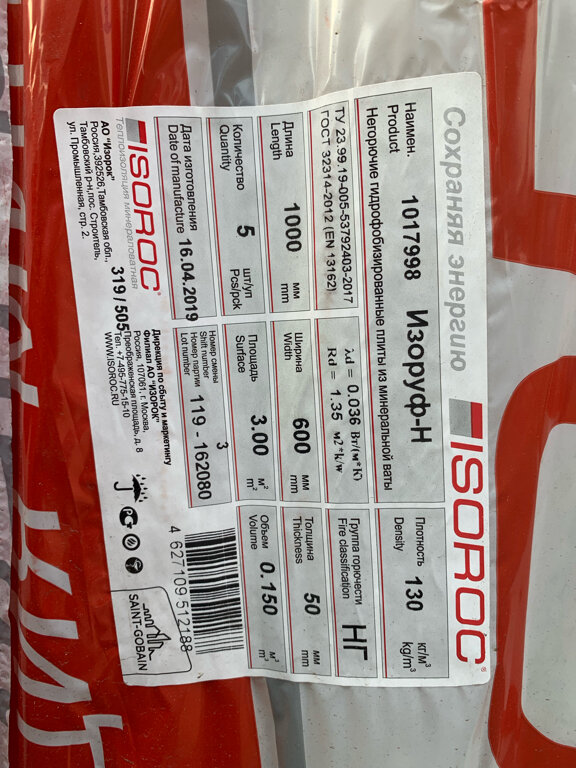 Сохраняя энергию ISOROC®
Наимен.
Product
1017998 Изоруф-Н
Негорючие гидрофобизированные плиты из минеральной ваты
Плотность
Density
130
кг/м³
kg/m³
ТУ 23.99.19-005-53792403-2017
ГОСТ 32314-2012 (EN 13162)
λd = 0.036 Вт/(м*К)
Rd = 1.35 м2*k/w
Группа горючести
Fire classification
НГ
Длина
Length
1000
мм
mm
Ширина
Width
600
мм
mm
Толщина
Thickness
50
мм
mm
Количество
Quantity
5
шт/уп
Pcs/pck
Площадь
Surface
3.00
м²
m²
Объем
Volume
0.150
м³
m³
Дата изготовления
Date of manufacture
16.04.2019
Номер смены
Shift number
3
Номер партии
Lot number
119 - 162080
4 627109 512188
ISOROC®
Теплоизоляция минераловатная
АО "Изорок"
Россия,392526,Тамбовская обл.,
Тамбовский р-н,пос. Строитель,
ул. Промышленная, стр. 2.
319 / 505
Дирекция по сбыту и маркетингу
Филиал АО "ИЗОРОК"
Россия, 107061, г. Москва,
Преображенская площадь, д. 8
Тел. +7-495-775-15-10
WWW.ISOROC.RU
SAINT-GOBAIN